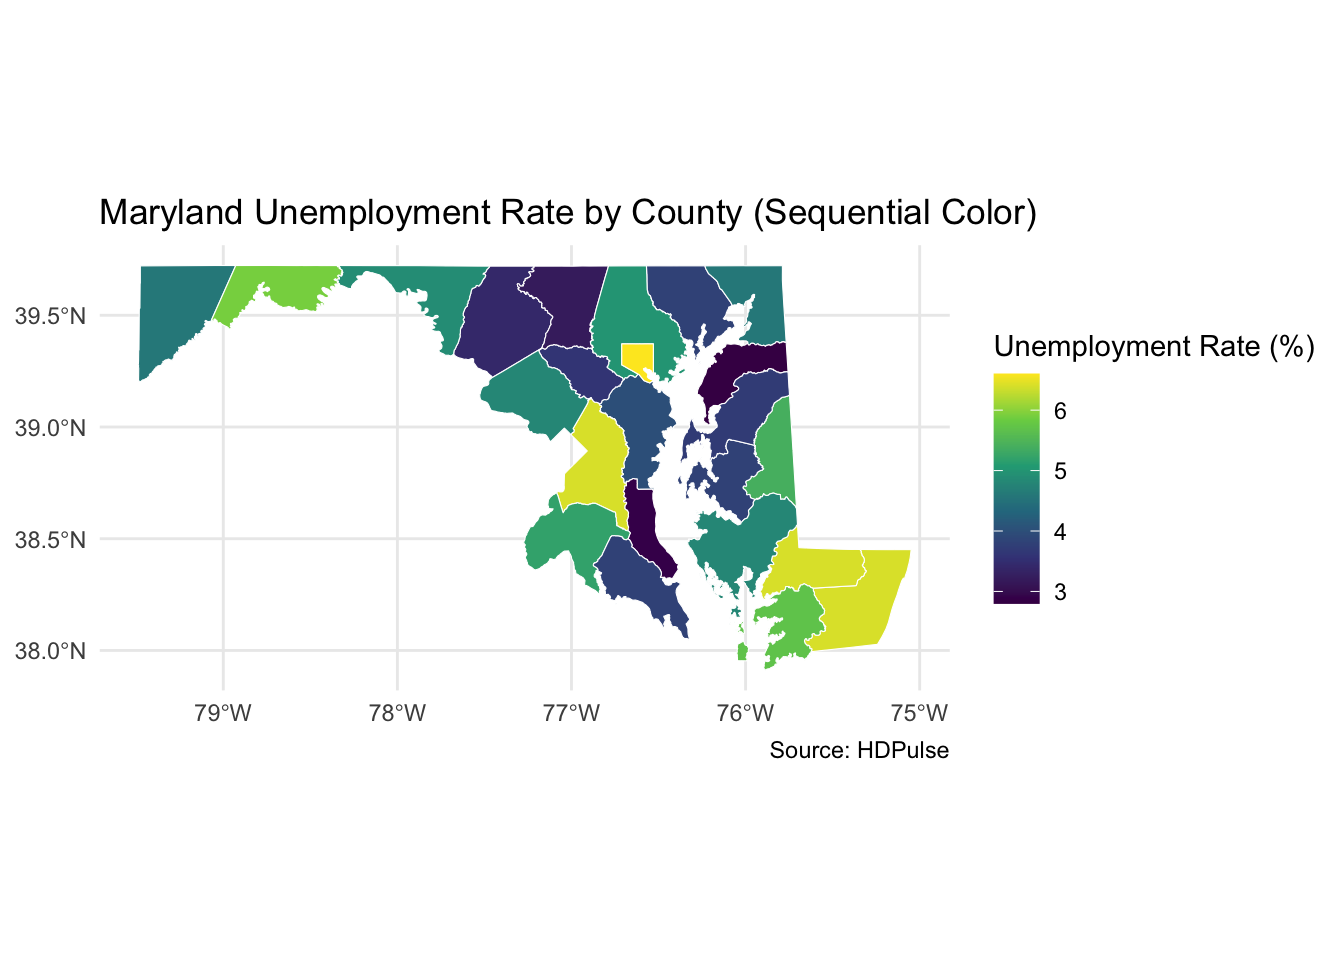 Maryland Unemployment Rate by County (Sequential Color)
39.5°N
39.0°N
38.5°N
38.0°N
79°W 78°W 77°W 76°W 75°W
Unemployment Rate (%)
6
5
4
3
Source: HDPulse